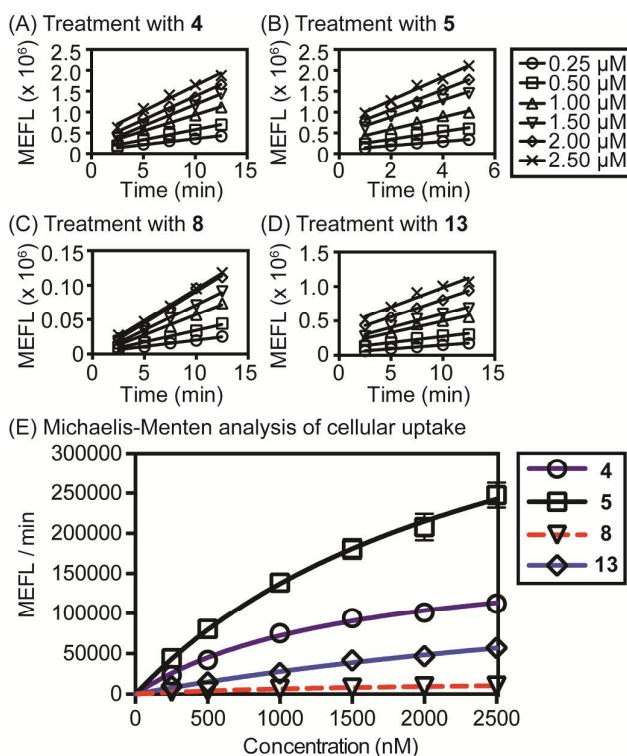 (A) Treatment with 4
(B) Treatment with 5
MEFL (x 10⁶)
2.5
2.0
1.5
1.0
0.5
0
0 5 10 15
Time (min)
MEFL (x 10⁶)
2.5
2.0
1.5
1.0
0.5
0
0 2 4 6
Time (min)
0.25 µM
0.50 µM
1.00 µM
1.50 µM
2.00 µM
2.50 µM
(C) Treatment with 8
(D) Treatment with 13
MEFL (x 10⁶)
0.15
0.10
0.05
0
0 5 10 15
Time (min)
MEFL (x 10⁶)
1.5
1.0
0.5
0
0 5 10 15
Time (min)
(E) Michaelis-Menten analysis of cellular uptake
MEFL / min
300000
250000
200000
150000
100000
50000
0
0 500 1000 1500 2000 2500
Concentration (nM)
4
5
8
13